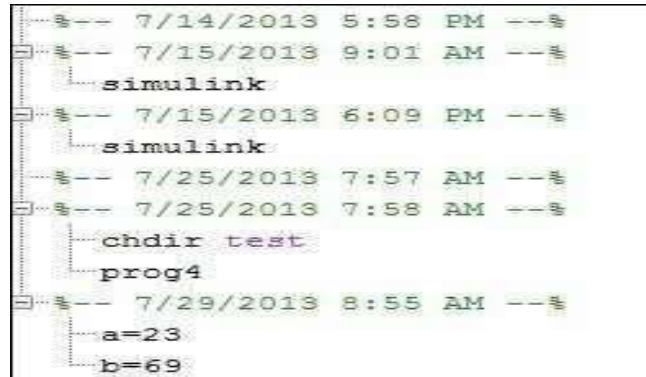 %-- 7/14/2013 5:58 PM --%
%-- 7/15/2013 9:01 AM --%
simulink
%-- 7/15/2013 6:09 PM --%
simulink
%-- 7/25/2013 7:57 AM --%
%-- 7/25/2013 7:58 AM --%
chdir test
prog4
%-- 7/29/2013 8:55 AM --%
a=23
b=69